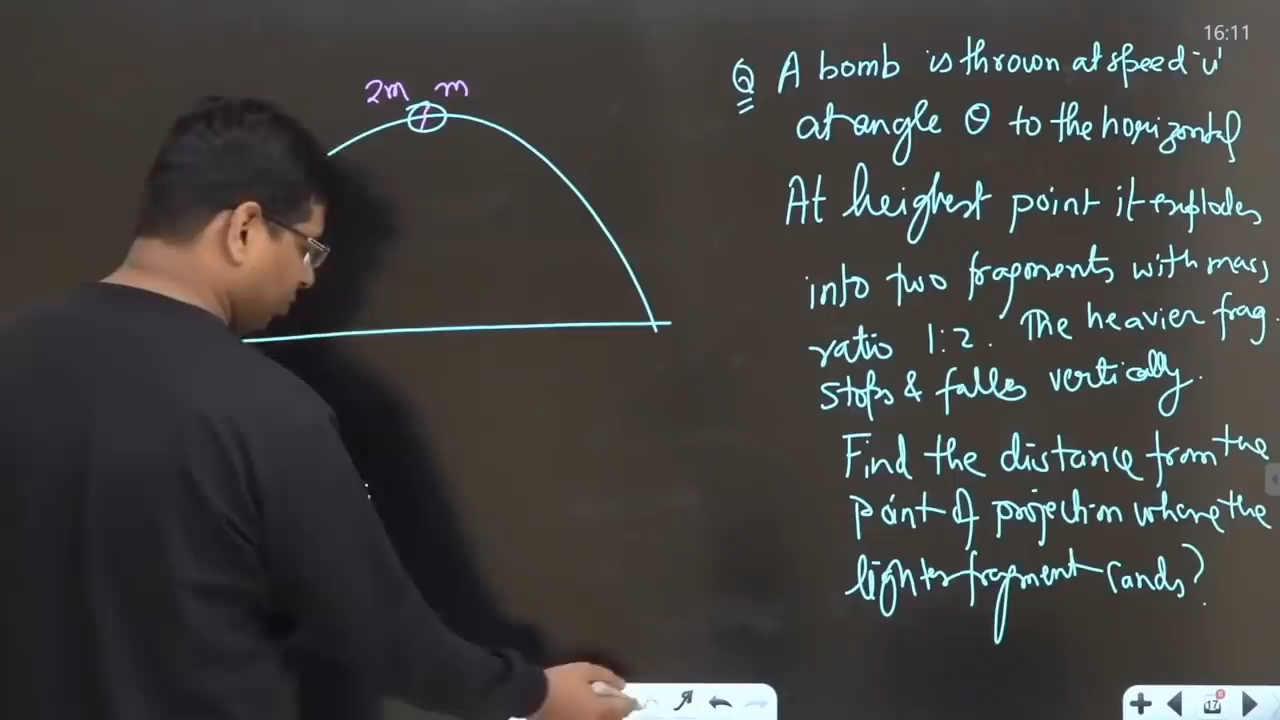 16:11
2m m
Q A bomb is thrown at speed 'u'
at angle θ to the horizontal
At heighest point it explodes
into two fragments with mass
ratio 1:2. The heavier frag.
stops & falls vertically.
Find the distance from the
point of projection where the
lighter fragment lands?
17